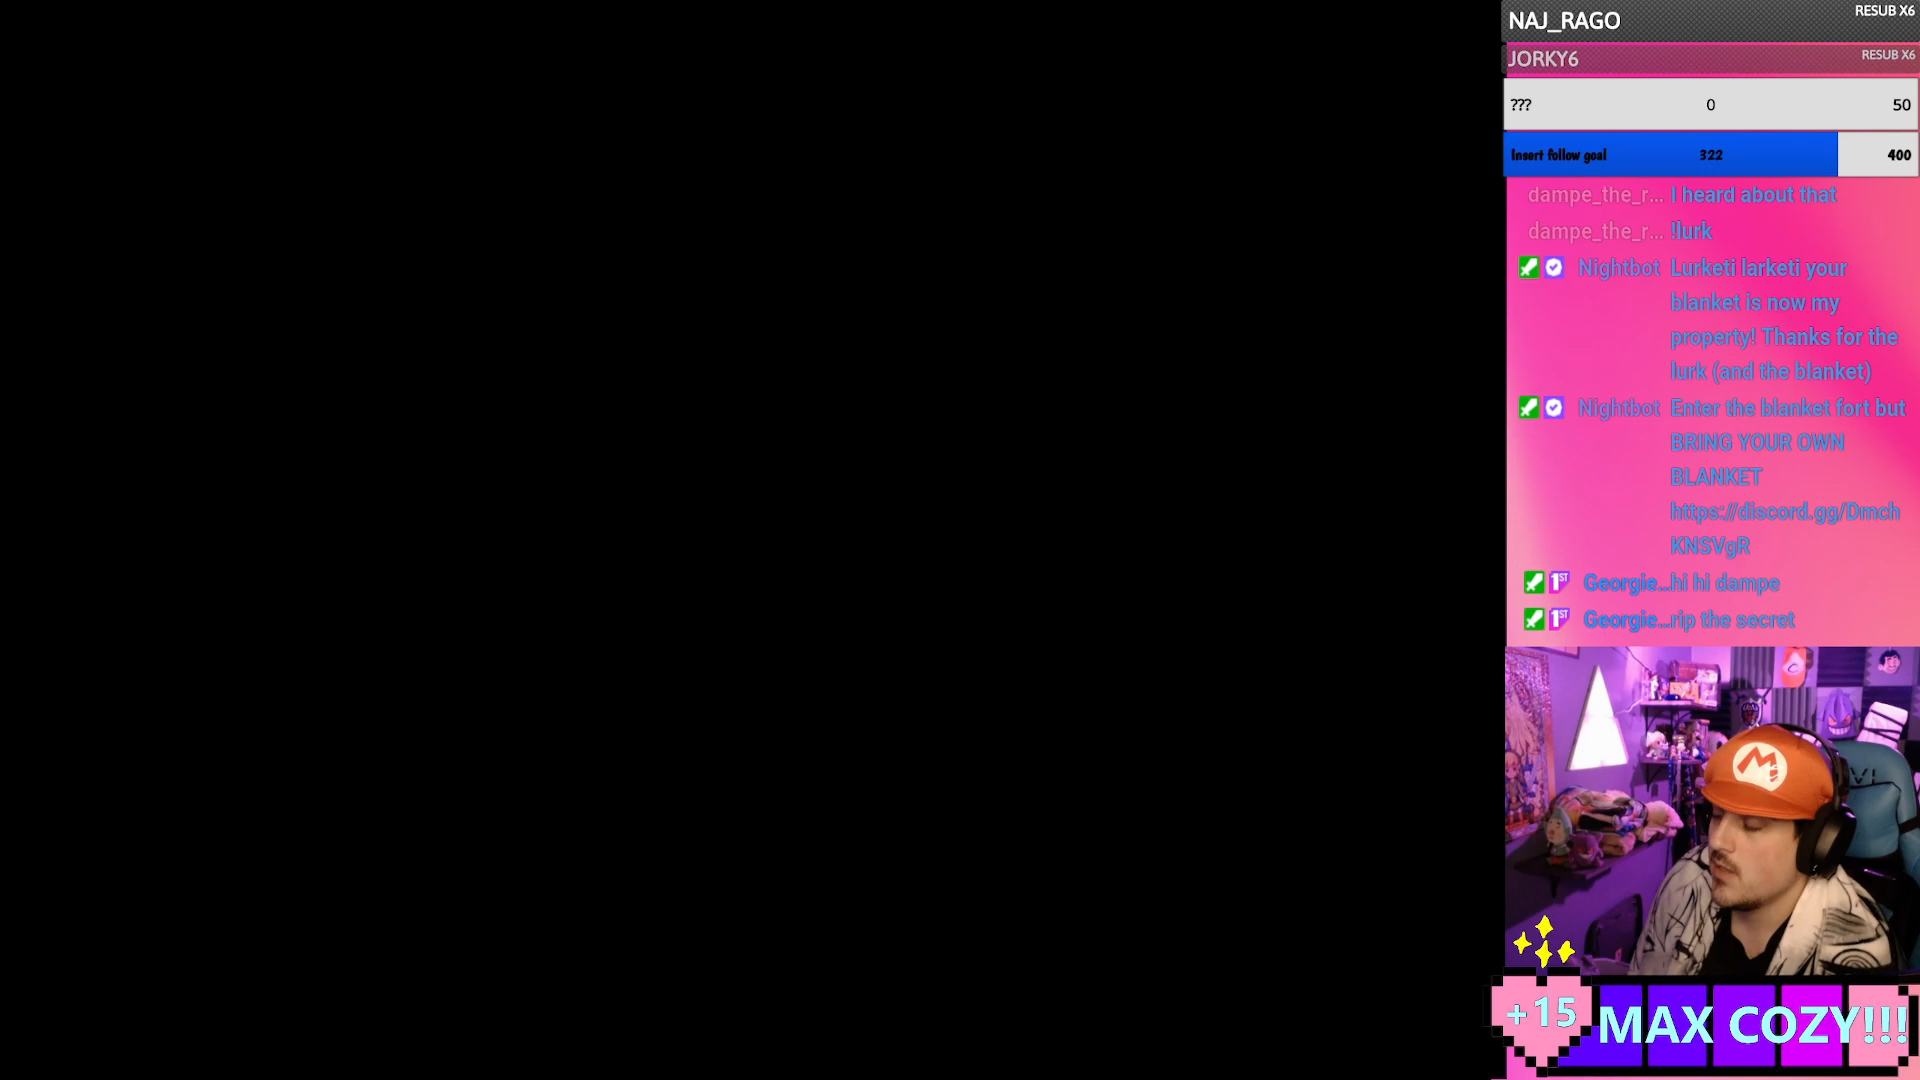 NAJ_RAGO RESUB X6
JORKY6 RESUB X6
??? 0 50
Insert follow goal 322 400
dampe_the_r... I heard about that
dampe_the_r... !lurk
Nightbot Lurketi larketi your
blanket is now my
property! Thanks for the
lurk (and the blanket)
Nightbot Enter the blanket fort but
BRING YOUR OWN
BLANKET
https://discord.gg/Dmch
KNSVgR
1ST Georgie... hi hi dampe
1ST Georgie... rip the secret
M
+15 MAX COZY!!!